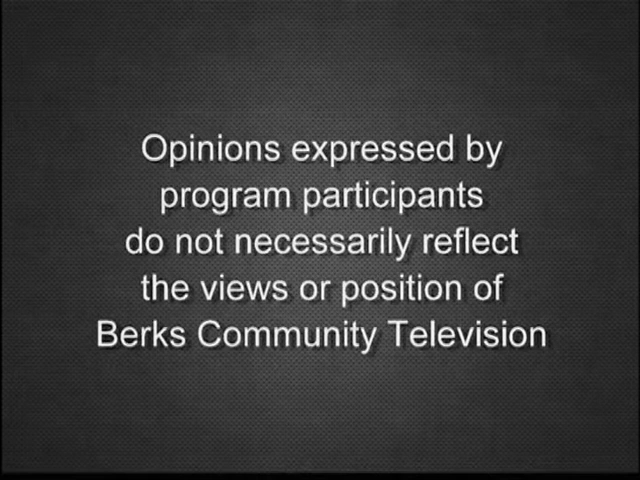 Opinions expressed by
program participants
do not necessarily reflect
the views or position of
Berks Community Television